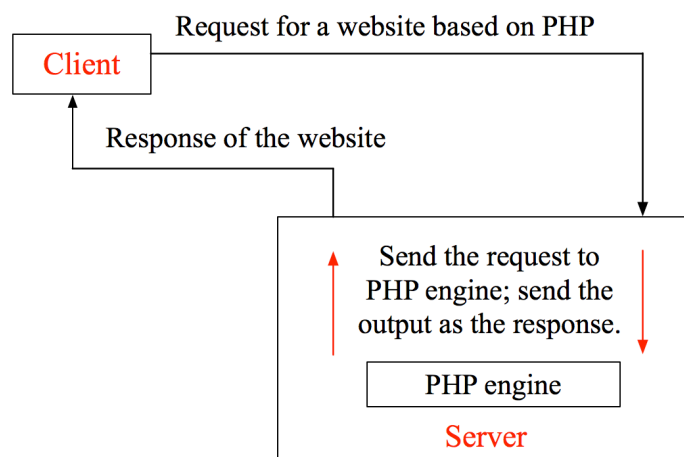 Request for a website based on PHP
Client
Response of the website
Send the request to
PHP engine; send the
output as the response.
PHP engine
Server